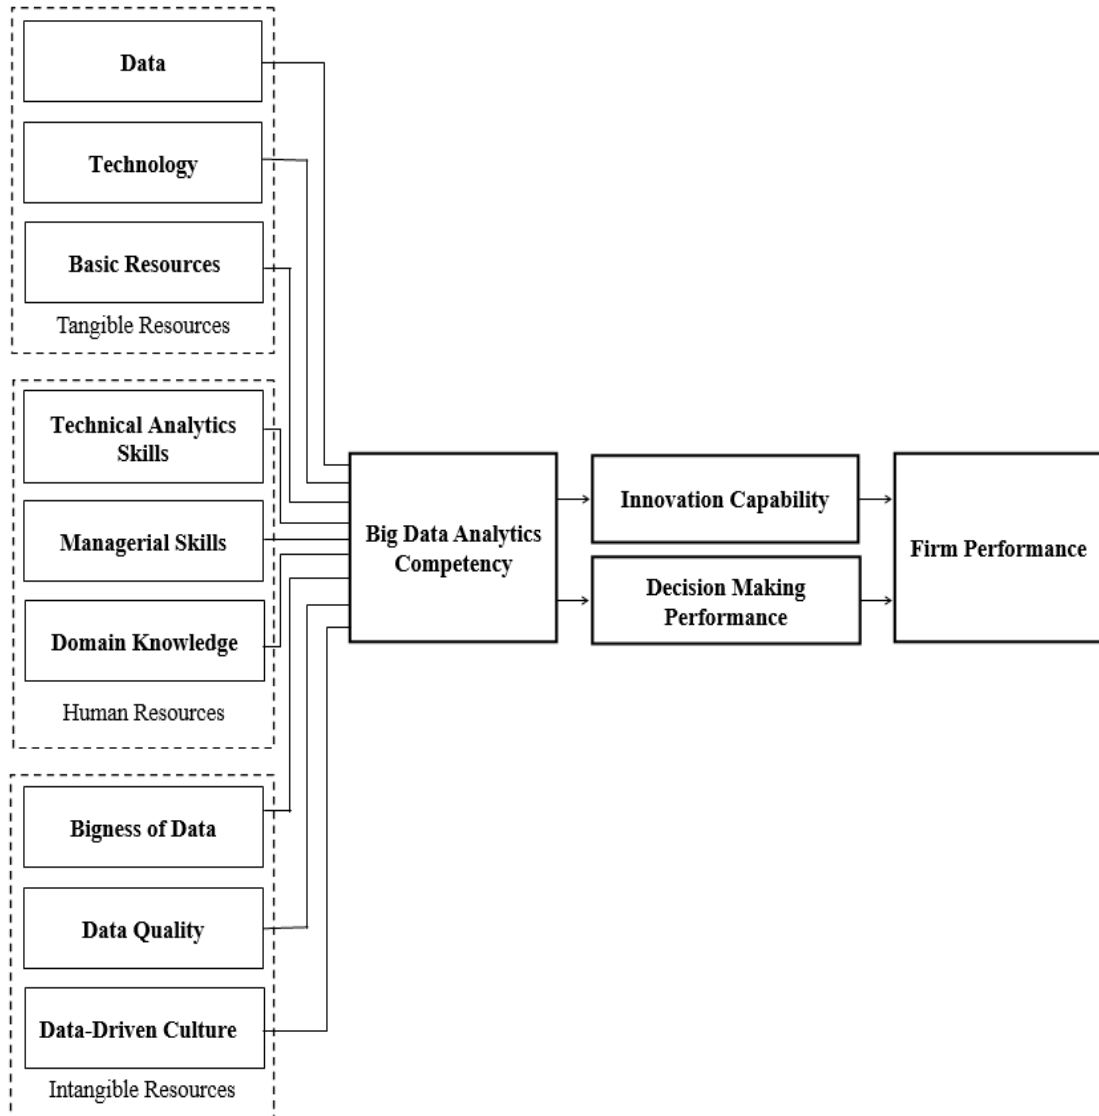 Data
Technology
Basic Resources
Tangible Resources
Technical Analytics
Skills
Managerial Skills
Domain Knowledge
Human Resources
Bigness of Data
Data Quality
Data-Driven Culture
Intangible Resources
Big Data Analytics
Competency
Innovation Capability
Decision Making
Performance
Firm Performance